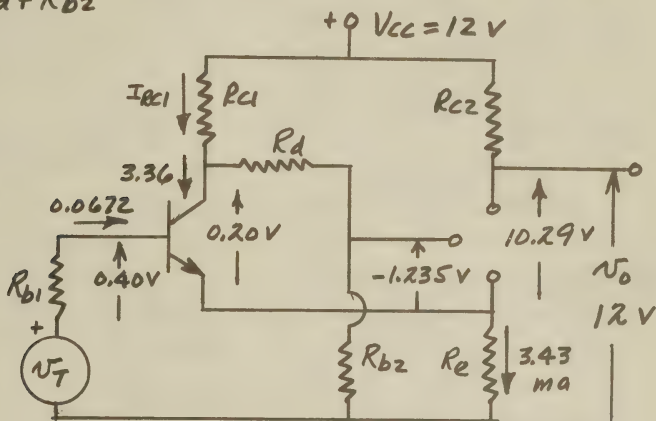 d + Rb2
+ Vcc = 12 V
IRC1
Rc1
Rc2
Rd
3.36
0.0672
0.20 V
10.29 V
vo
12 V
-1.235 V
0.40 V
Rb1
+
vT
Rb2
Re
3.43
ma